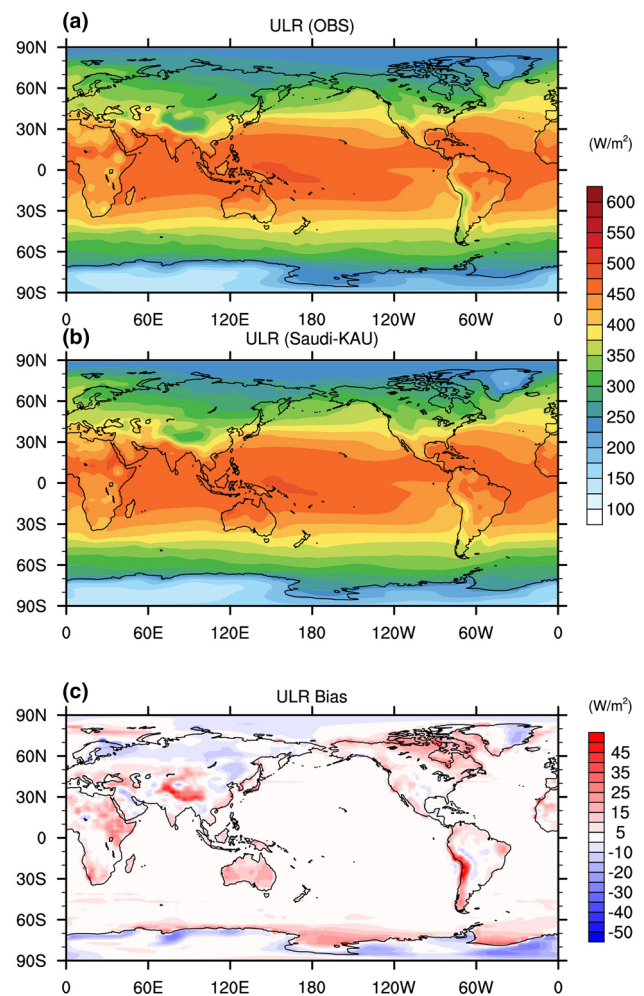 (a)
ULR (OBS)
90N
60N
30N
0
30S
60S
90S
0 60E 120E 180 120W 60W 0
(W/m²)
600
550
500
450
400
350
300
250
200
150
100
(b)
ULR (Saudi-KAU)
90N
60N
30N
0
30S
60S
90S
0 60E 120E 180 120W 60W 0
(c)
ULR Bias
90N
60N
30N
0
30S
60S
90S
0 60E 120E 180 120W 60W 0
(W/m²)
45
35
25
15
5
-10
-20
-30
-40
-50